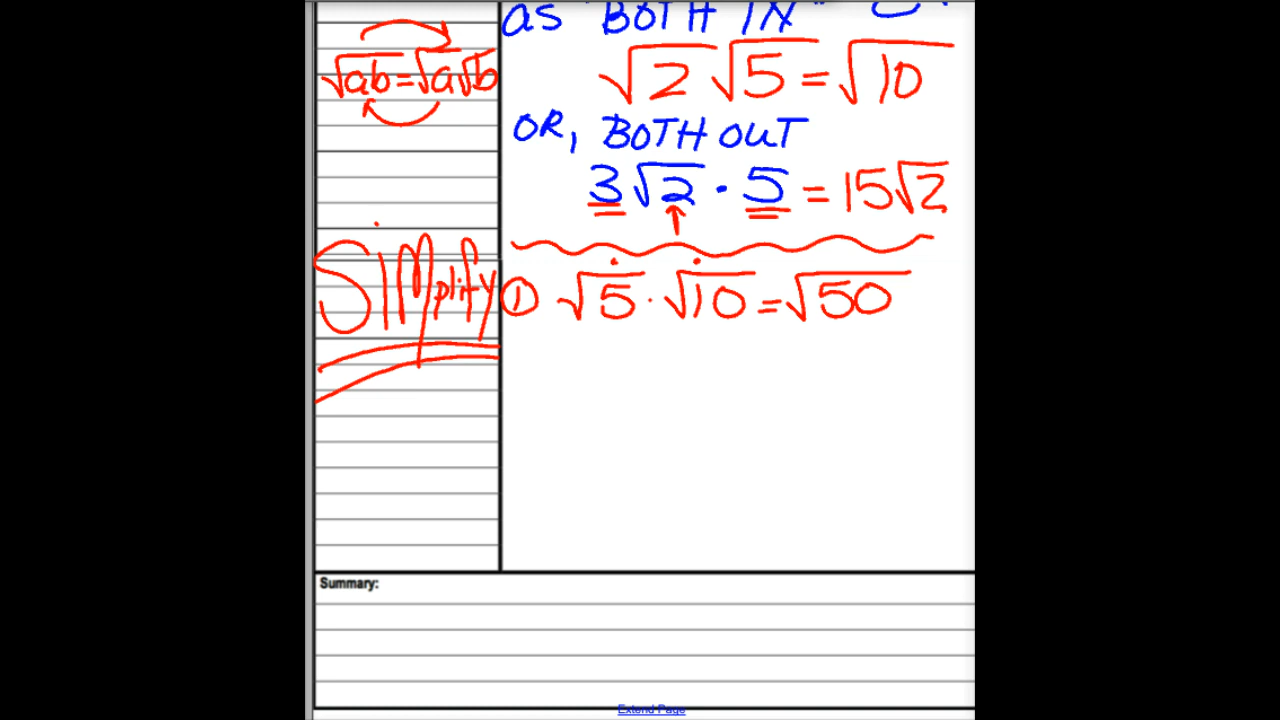 √ab=√a√b
AS "BOTH IN"
√2 √5 = √10
OR, BOTH OUT
3√2 · 5 = 15√2
SIMplify
① √5 · √10 = √50
Summary:
Extend Page